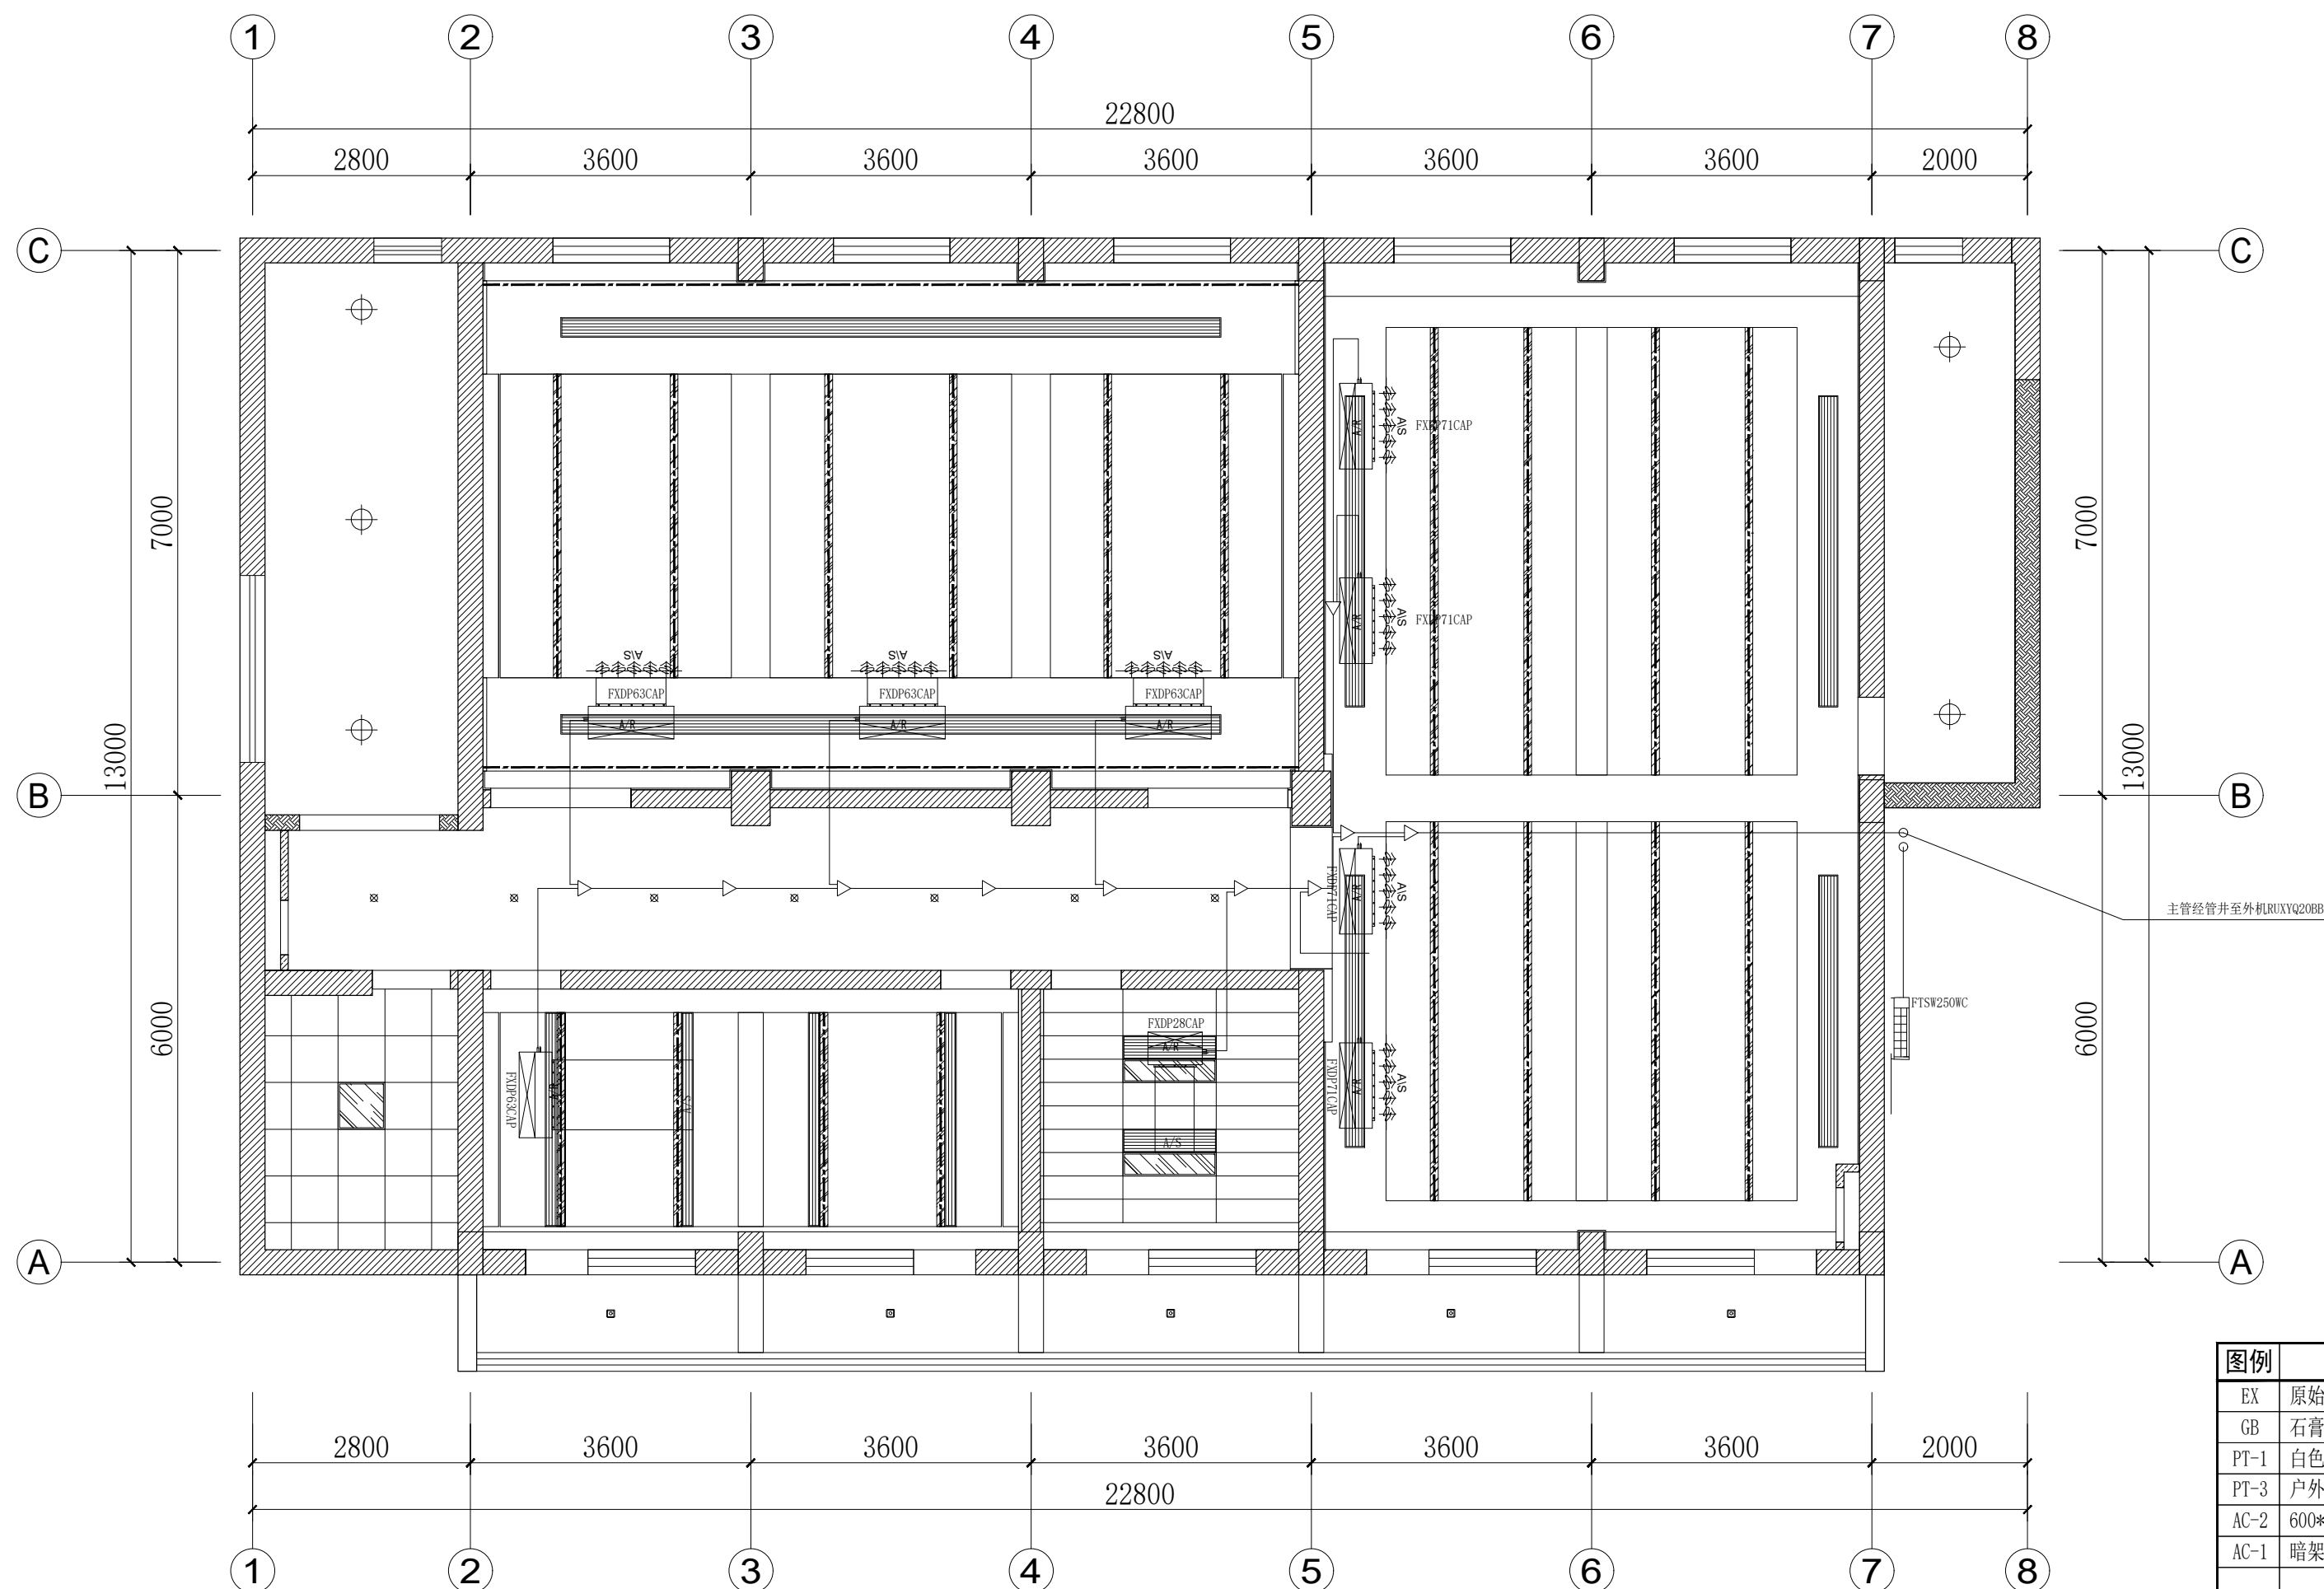 1 2 3 4 5 6 7 8
22800
2800 3600 3600 3600 3600 3600 2000
C C
7000 7000
13000 13000
B B
6000 6000
A A
A/R A\S FXDP71CAP
A/R A\S FXDP71CAP
A\S A\S A\S
FXDP63CAP FXDP63CAP FXDP63CAP
A/R A/R A/R
FXDP71CAP A/R A\S
主管经管井至外机RUXYQ20BB
FTSW250WC
FXDP28CAP
A/R
FXDP63CAP A/R
A/S
FXDP71CAP A/R A\S
图例
EX 原始
GB 石膏
PT-1 白色
PT-3 户外
AC-2 600*
AC-1 暗架
2800 3600 3600 3600 3600 3600 2000
22800
1 2 3 4 5 6 7 8